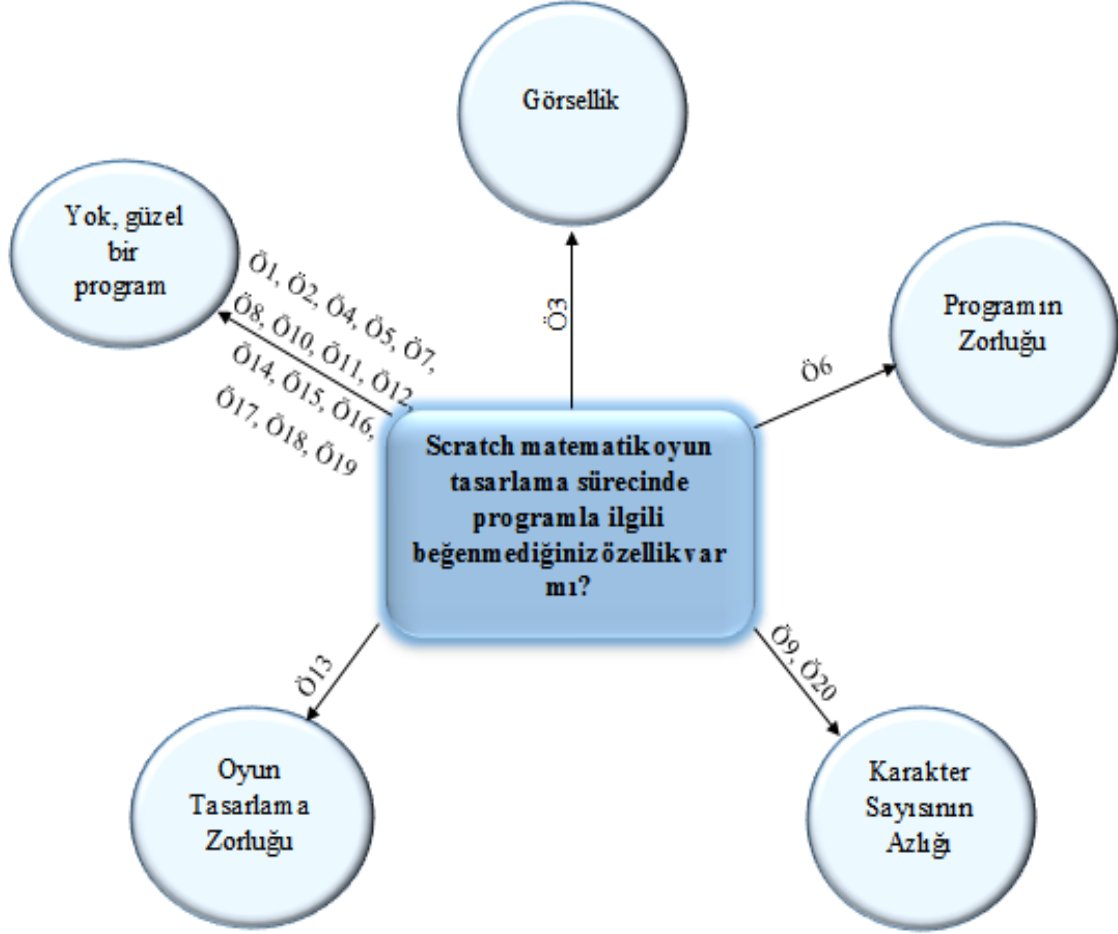 Görsellik
Yok, güzel
bir
program
Ö1, Ö2, Ö4, Ö5, Ö7,
Ö8, Ö10, Ö11, Ö12,
Ö14, Ö15, Ö16,
Ö17, Ö18, Ö19
Ö3
Ö6
Programın
Zorluğu
Scratch matematik oyun
tasarlama sürecinde
programla ilgili
beğenmediğiniz özellik var
mı?
Ö13
Ö9, Ö20
Oyun
Tasarlama
Zorluğu
Karakter
Sayısının
Azlığı